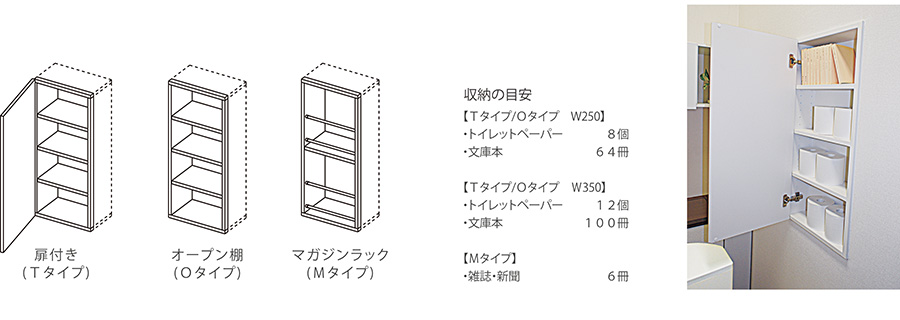 扉付き
(Ｔタイプ)
オープン棚
(Ｏタイプ)
マガジンラック
(Ｍタイプ)
収納の目安
【Ｔタイプ/Ｏタイプ　W250】
・トイレットペーパー　　　８個
・文庫本　　　　　　　６４冊
【Ｔタイプ/Ｏタイプ　W350】
・トイレットペーパー　　１２個
・文庫本　　　　　　１００冊
【Ｍタイプ】
・雑誌・新聞　　　　　　６冊